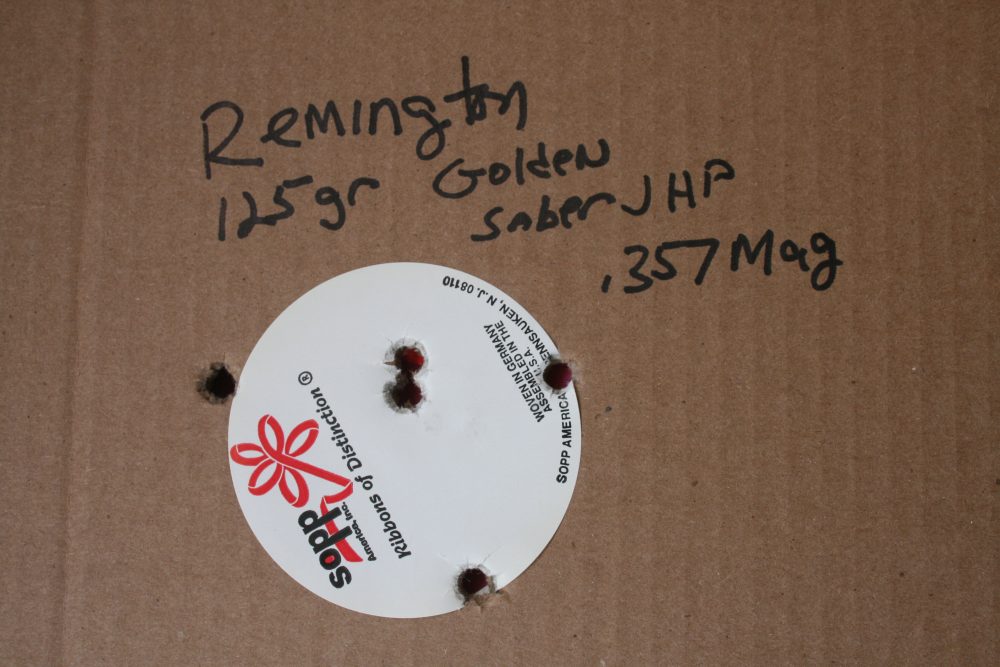 Remington
125gr Golden
Saber JHP
.357 Mag
SOPP AMERICA
ENNSAUKEN, N.J. 08110
WOVEN IN GERMANY
ASSEMBLED IN THE
U.S.A.
sopp
America, Inc.
Ribbons of Distinction ®